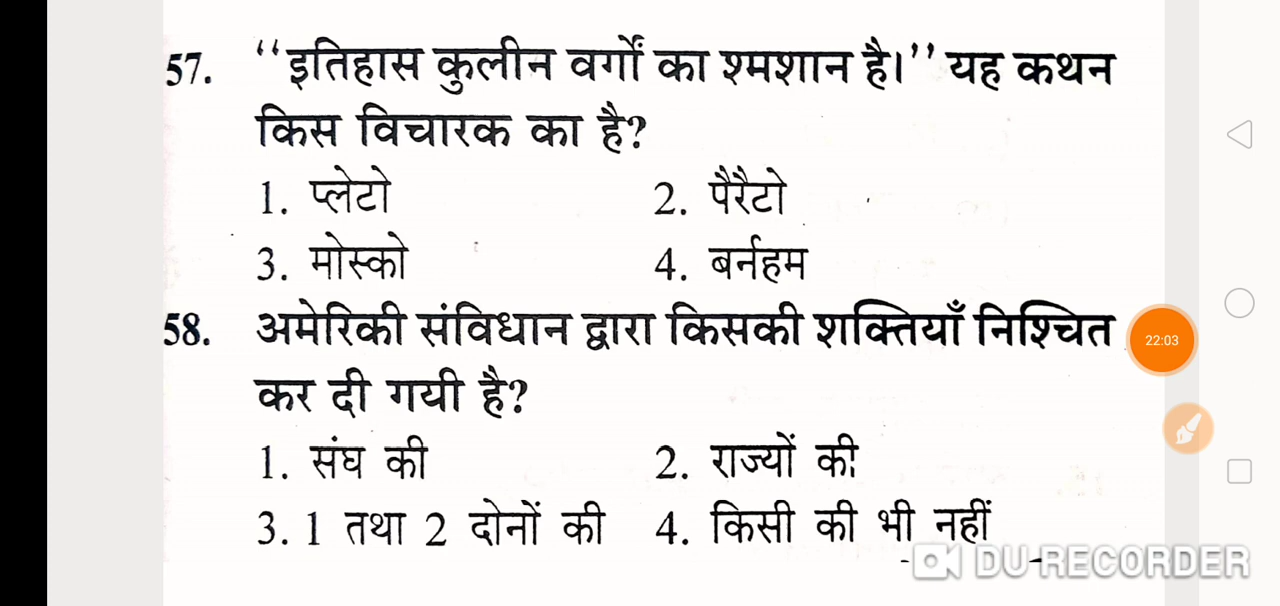 57. “इतिहास कुलीन वर्गों का श्मशान है।” यह कथन
किस विचारक का है?
1. प्लेटो 2. पैरैटो
3. मोस्को 4. बर्नहम
58. अमेरिकी संविधान द्वारा किसकी शक्तियाँ निश्चित
कर दी गयी है?
1. संघ की 2. राज्यों की
3. 1 तथा 2 दोनों की 4. किसी की भी नहीं
22:03
DU RECORDER